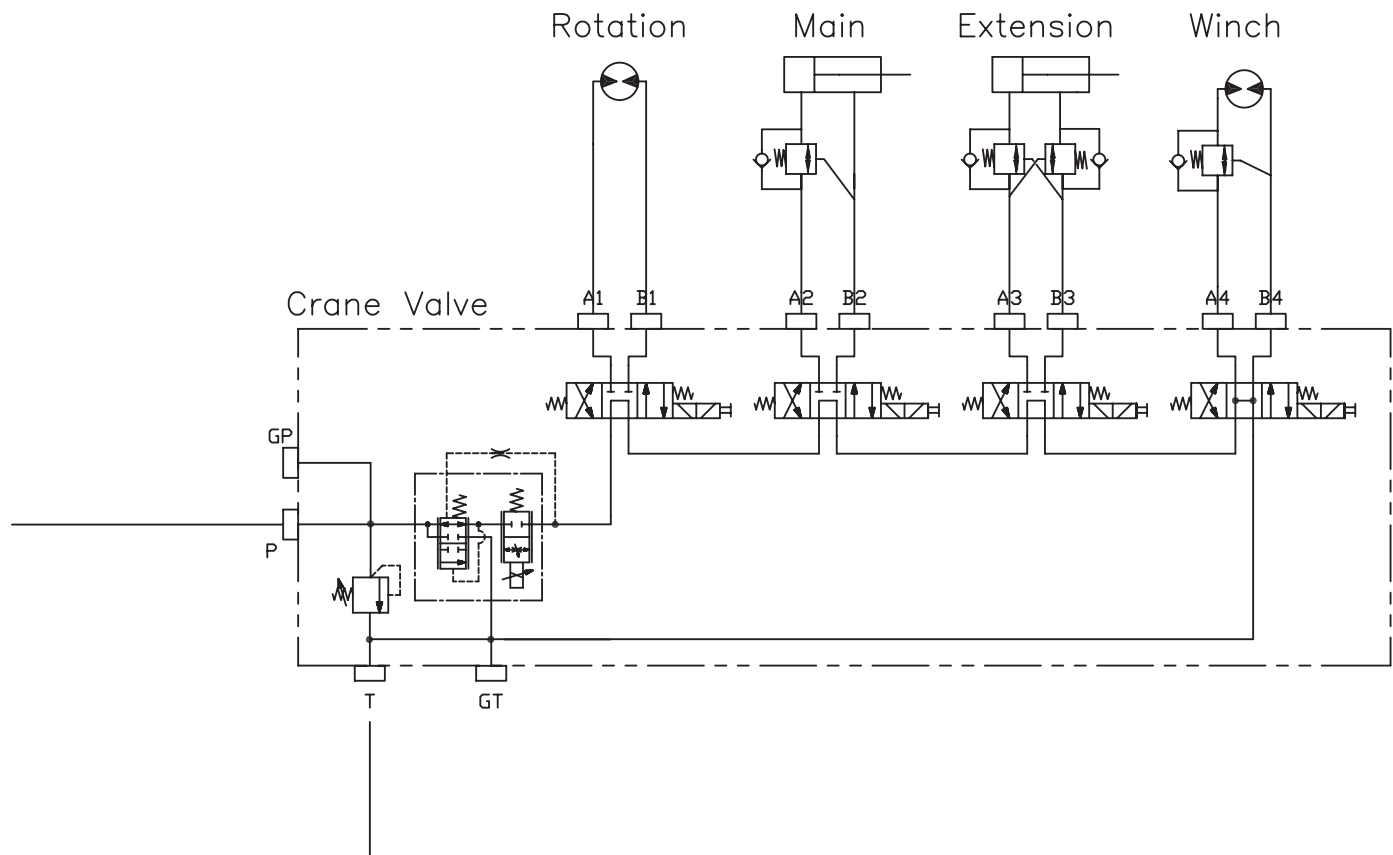 Rotation
Main
Extension
Winch
Crane Valve
A1
B1
A2
B2
A3
B3
A4
B4
GP
P
T
GT